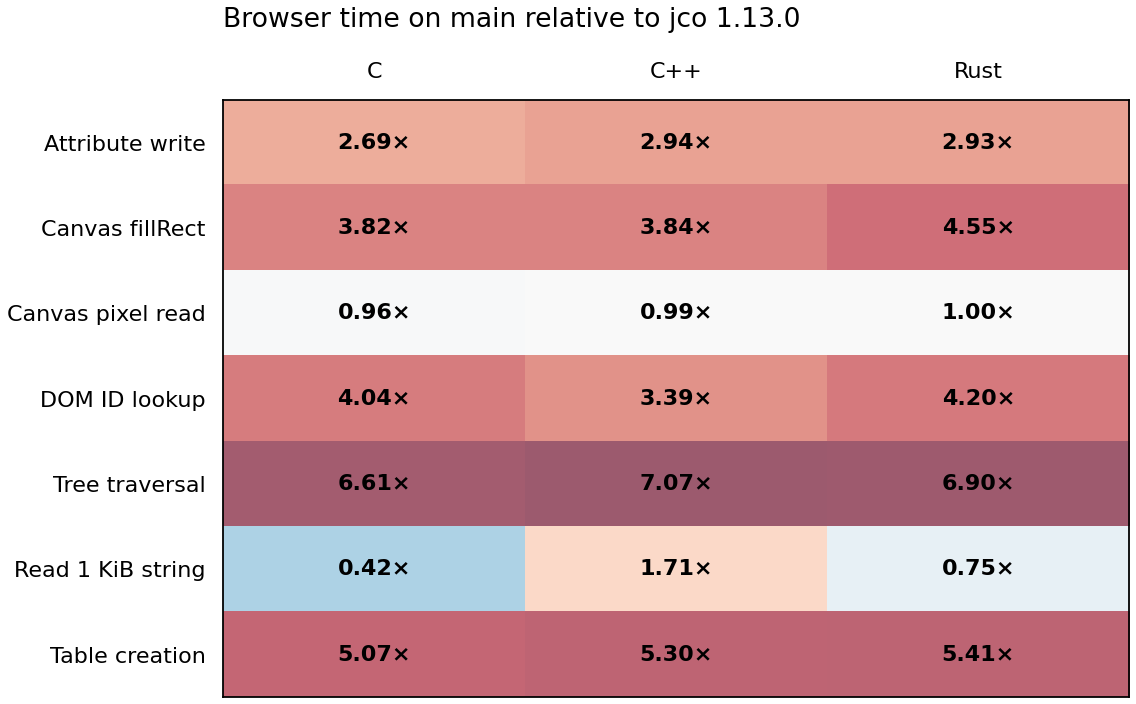 Browser time on main relative to jco 1.13.0
C C++ Rust
Attribute write 2.69× 2.94× 2.93×
Canvas fillRect 3.82× 3.84× 4.55×
Canvas pixel read 0.96× 0.99× 1.00×
DOM ID lookup 4.04× 3.39× 4.20×
Tree traversal 6.61× 7.07× 6.90×
Read 1 KiB string 0.42× 1.71× 0.75×
Table creation 5.07× 5.30× 5.41×